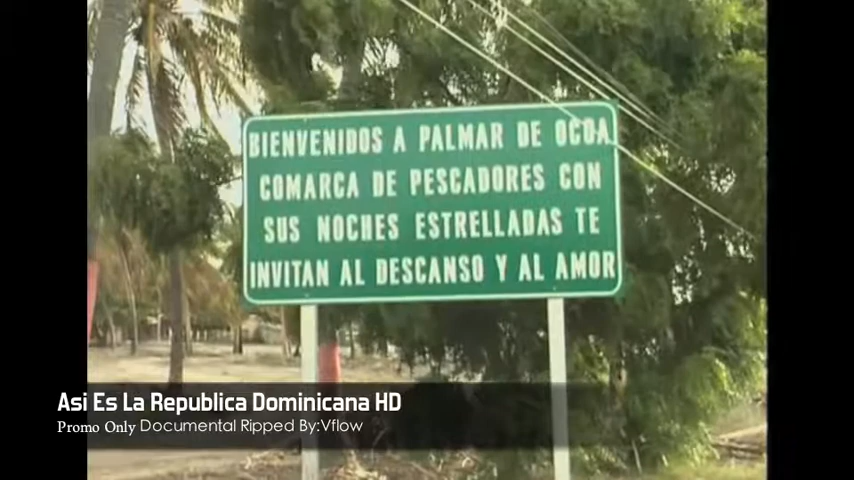 BIENVENIDOS A PALMAR DE OCOA
COMARCA DE PESCADORES CON
SUS NOCHES ESTRELLADAS TE
INVITAN AL DESCANSO Y AL AMOR
Asi Es La Republica Dominicana HD
Promo Only Documental Ripped By:Vflow